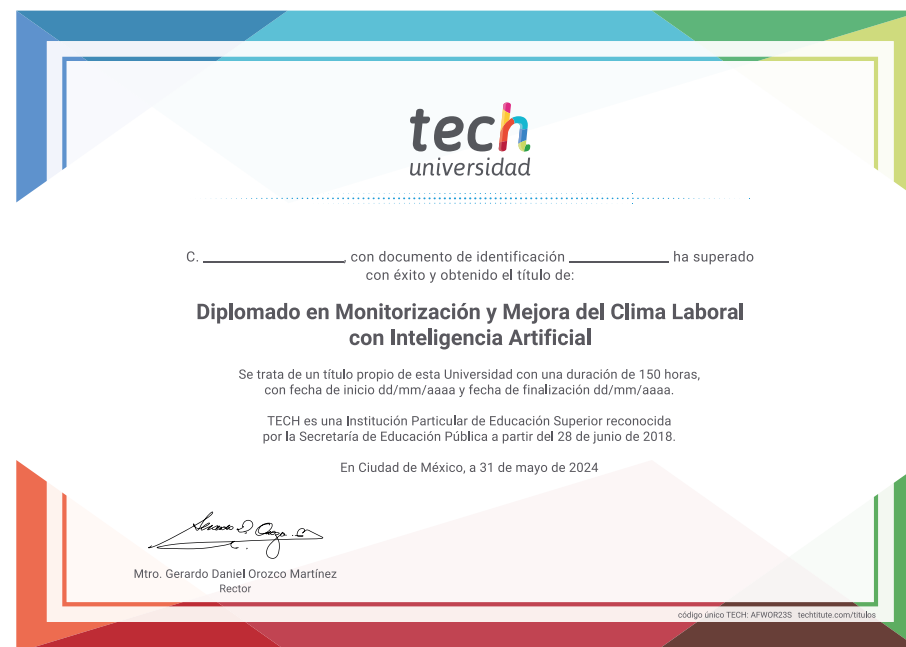 tech
universidad
C. ______________, con documento de identificación __________ ha superado
con éxito y obtenido el título de:
Diplomado en Monitorización y Mejora del Clima Laboral
con Inteligencia Artificial
Se trata de un título propio de esta Universidad con una duración de 150 horas,
con fecha de inicio dd/mm/aaaa y fecha de finalización dd/mm/aaaa.
TECH es una Institución Particular de Educación Superior reconocida
por la Secretaría de Educación Pública a partir del 28 de junio de 2018.
En Ciudad de México, a 31 de mayo de 2024
Mtro. Gerardo Daniel Orozco Martínez
Rector
código único TECH: AFWOR23S techtitute.com/titulos